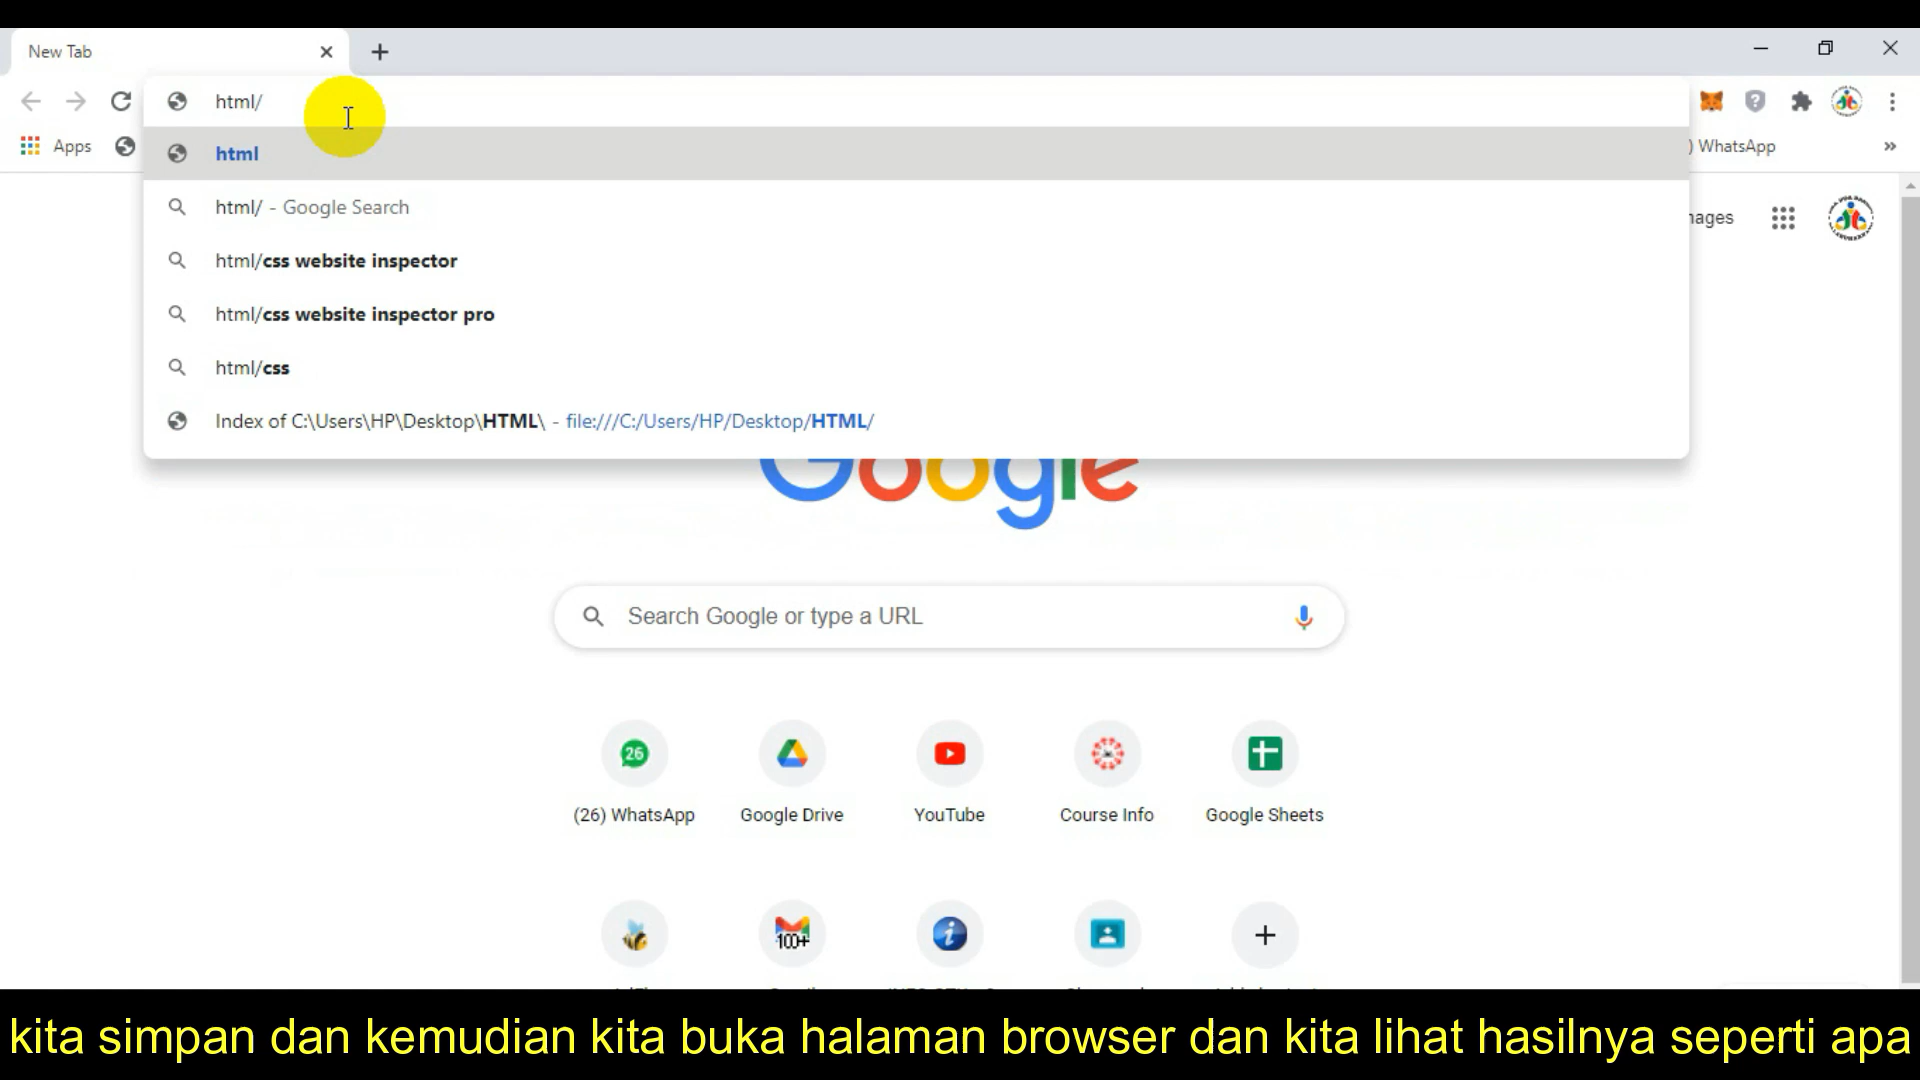 New Tab
html/
Apps
) WhatsApp
»
html
html/ - Google Search
html/css website inspector
html/css website inspector pro
html/css
Index of C:\Users\HP\Desktop\HTML\ - file:///C:/Users/HP/Desktop/HTML/
Google
Search Google or type a URL
26
(26) WhatsApp
Google Drive
YouTube
Course Info
Google Sheets
100+
kita simpan dan kemudian kita buka halaman browser dan kita lihat hasilnya seperti apa